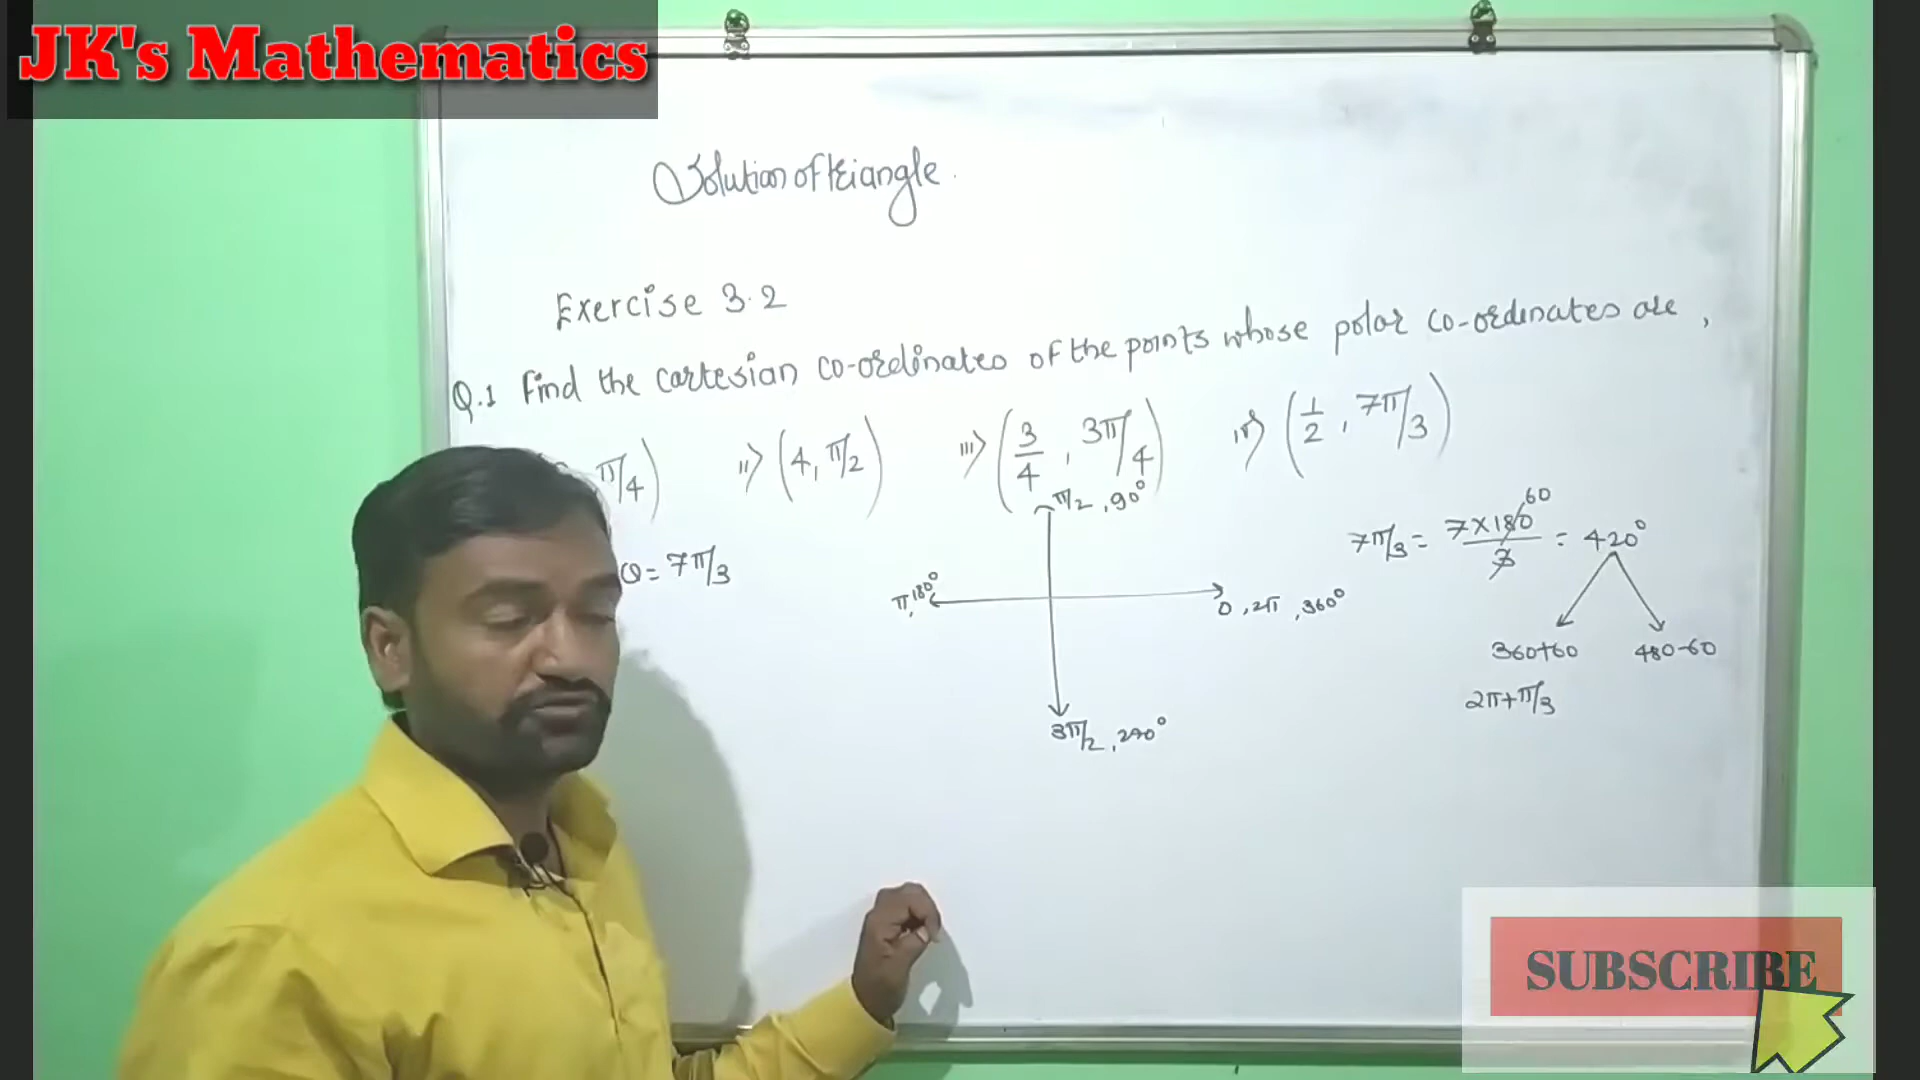 JK's Mathematics
Solution of triangle.
Exercise 3.2
Q.1 Find the cartesian co-ordinates of the points whose polar co-ordinates are,
π/4) ii> (4, π/2) iii> (3/4, 3π/4) iv> (1/2, 7π/3)
θ = 7π/3
π/2, 90°
π, 180°
0, 2π, 360°
3π/2, 270°
7π/3 = 7×180/3 = 420°
60
360+60 480-60
2π+π/3
SUBSCRIBE